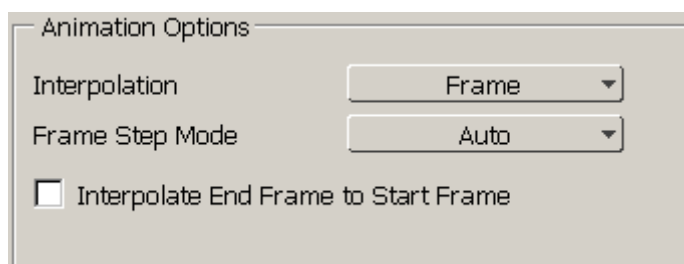 Animation Options
Interpolation Frame
Frame Step Mode Auto
Interpolate End Frame to Start Frame